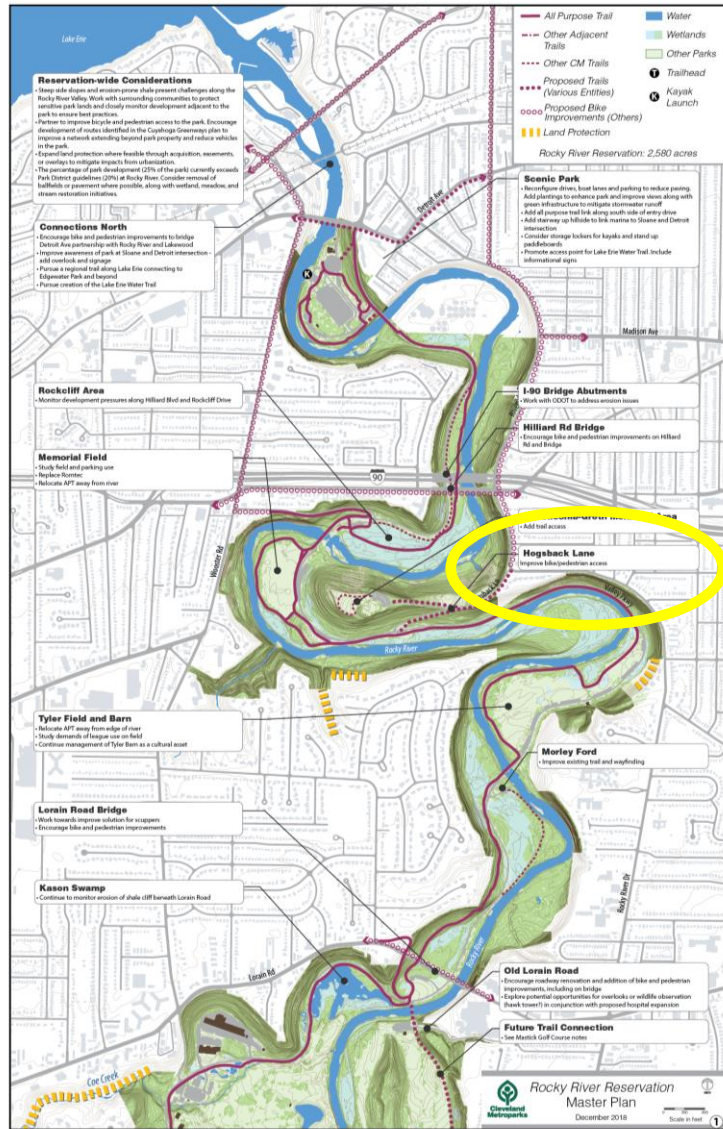 Lake Erie
All Purpose Trail
Other Adjacent
Trails
Other CM Trails
Proposed Trails
(Various Entities)
Proposed Bike
Improvements (Others)
Land Protection
Water
Wetlands
Other Parks
T Trailhead
K Kayak
Launch
Rocky River Reservation: 2,580 acres
Reservation-wide Considerations
• Steep side slopes and erosion-prone shale present challenges along the
Rocky River Valley. Work with surrounding communities to protect
sensitive park lands and closely monitor development adjacent to the
park to ensure best practices.
• Partner to improve bicycle and pedestrian access to the park. Encourage
development of routes identified in the Cuyahoga Greenways plan to
improve a network extending beyond park property and reduce vehicles
in the park.
• Expand land protection where feasible through acquisition, easements,
or overlays to mitigate impacts from urbanization.
• The percentage of park development (25% of the park) currently exceeds
Park District guidelines (20%) at Rocky River. Consider removal of
ballfields or pavement where possible, along with wetland, meadow, and
stream restoration initiatives.
Scenic Park
• Reconfigure drives, boat lanes and parking to reduce paving.
Add plantings to enhance park and improve views along with
green infrastructure to mitigate stormwater runoff
• Add all purpose trail link along south side of entry drive
• Add stairway up hillside to link marina to Sloane and Detroit
intersection
• Consider storage lockers for kayaks and stand up
paddleboards
• Promote access point for Lake Erie Water Trail. Include
informational signs
Detroit Ave
Connections North
• Encourage bike and pedestrian improvements to bridge
Detroit Ave partnership with Rocky River and Lakewood
• Improve awareness of park at Sloane and Detroit intersection -
add overlook and signage
• Pursue a regional trail along Lake Erie connecting to
Edgewater Park and beyond
• Pursue creation of the Lake Erie Water Trail
K
Madison Ave
Rockcliff Area
• Monitor development pressures along Hilliard Blvd and Rockcliff Drive
I-90 Bridge Abutments
• Work with ODOT to address erosion issues
Hilliard Rd Bridge
• Encourage bike and pedestrian improvements on Hilliard
Rd and Bridge
Memorial Field
• Study field and parking use
• Replace Romtec
• Relocate APT away from river
90
• Add trail access
Hogsback Lane
Improve bike/pedestrian access
Wooster Rd
Valley Pkwy
Rocky River
Tyler Field and Barn
• Relocate APT away from edge of river
• Study demands of league use on field
• Continue management of Tyler Barn as a cultural asset
Morley Ford
• Improve existing trail and wayfinding
Lorain Road Bridge
• Work towards improve solution for scuppers
• Encourage bike and pedestrian improvements
Kason Swamp
• Continue to monitor erosion of shale cliff beneath Lorain Road
Rocky River Dr
Rocky River
Lorain Rd
Old Lorain Road
• Encourage roadway renovation and addition of bike and pedestrian
improvements, including on bridge
• Explore potential opportunities for overlooks or wildlife observation
(hawk tower?) in conjunction with proposed hospital expansion
Future Trail Connection
• See Mastick Golf Course notes
Coe Creek
Cleveland
Metroparks
Rocky River Reservation
Master Plan
December 2018
Scale in feet
1